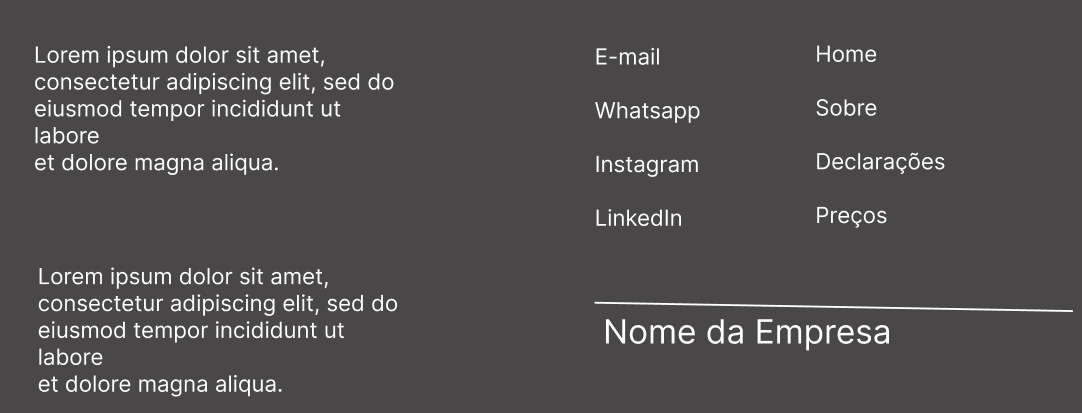 Lorem ipsum dolor sit amet,
consectetur adipiscing elit, sed do
eiusmod tempor incididunt ut
labore
et dolore magna aliqua.
Lorem ipsum dolor sit amet,
consectetur adipiscing elit, sed do
eiusmod tempor incididunt ut
labore
et dolore magna aliqua.
E-mail
Whatsapp
Instagram
LinkedIn
Home
Sobre
Declarações
Preços
Nome da Empresa